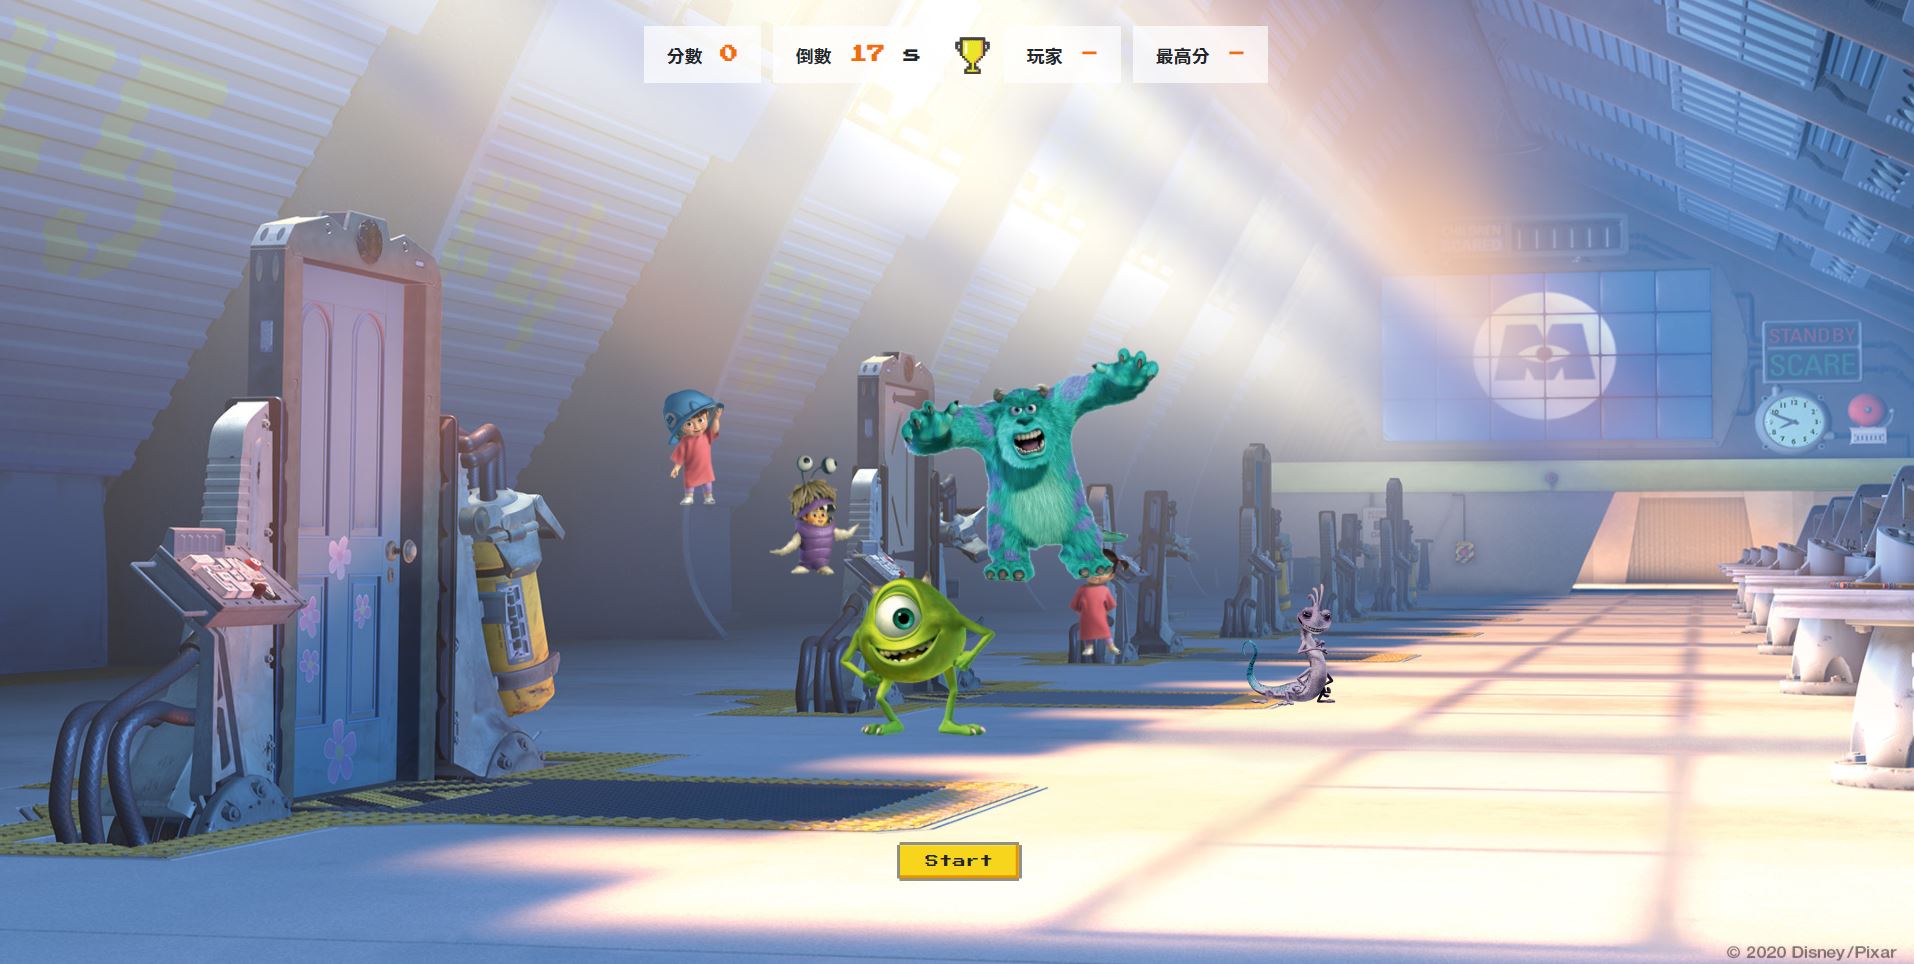 分數 0
倒數 17 s
玩家 -
最高分 -
CHILDREN
SCARED
STANDBY
SCARE
Start
© 2020 Disney/Pixar